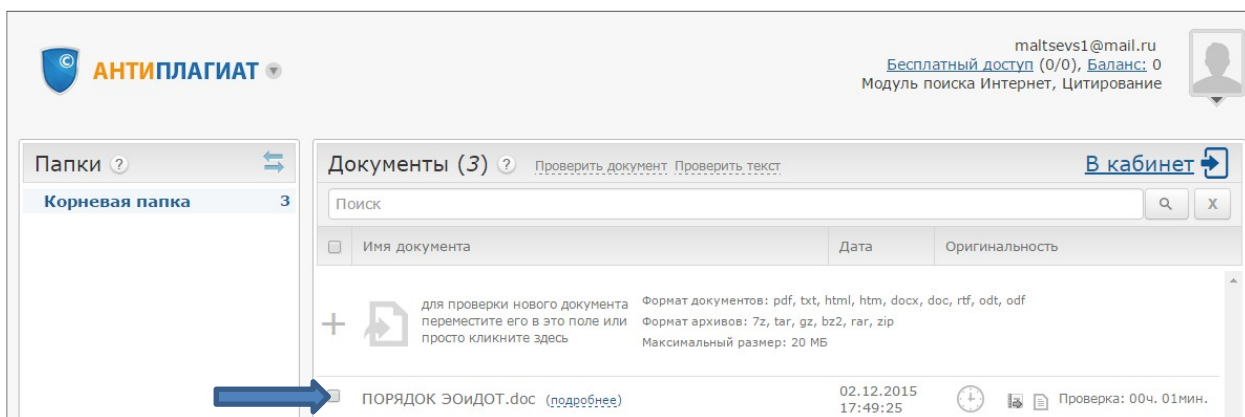 maltsevs1@mail.ru
Бесплатный доступ (0/0), Баланс: 0
Модуль поиска Интернет, Цитирование
©
АНТИПЛАГИАТ
Папки ?
Корневая папка 3
Документы (3) ? Проверить документ Проверить текст В кабинет
Поиск X
Имя документа Дата Оригинальность
для проверки нового документа
переместите его в это поле или
просто кликните здесь
Формат документов: pdf, txt, html, htm, docx, doc, rtf, odt, odf
Формат архивов: 7z, tar, gz, bz2, rar, zip
Максимальный размер: 20 МБ
ПОРЯДОК ЭОиДОТ.doc (подробнее)
02.12.2015
17:49:25
Проверка: 00ч. 01мин.